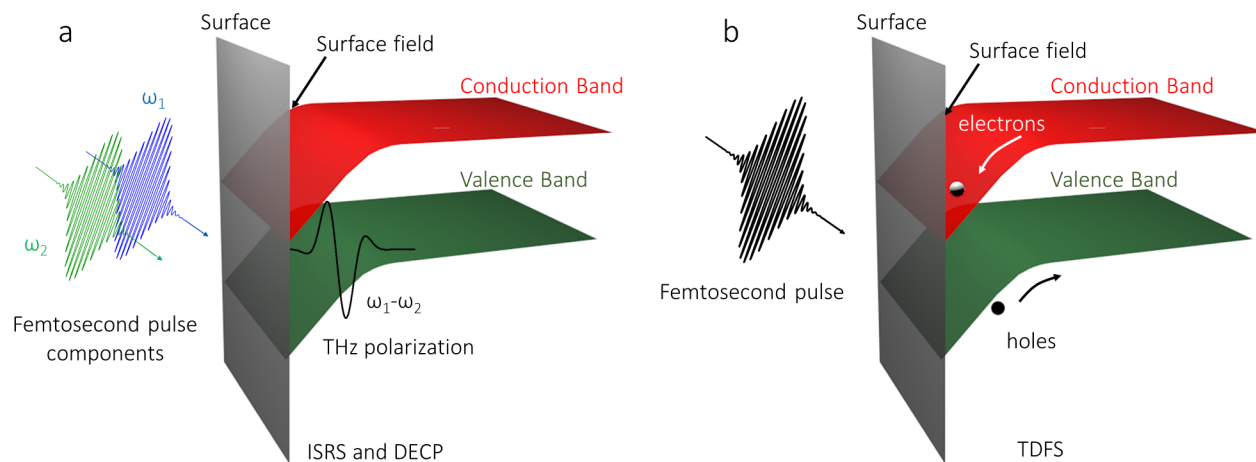 a
Surface
Surface field
Conduction Band
ω1
Valence Band
ω2
ω1-ω2
Femtosecond pulse
components
THz polarization
ISRS and DECP
b
Surface
Surface field
Conduction Band
electrons
Valence Band
Femtosecond pulse
holes
TDFS